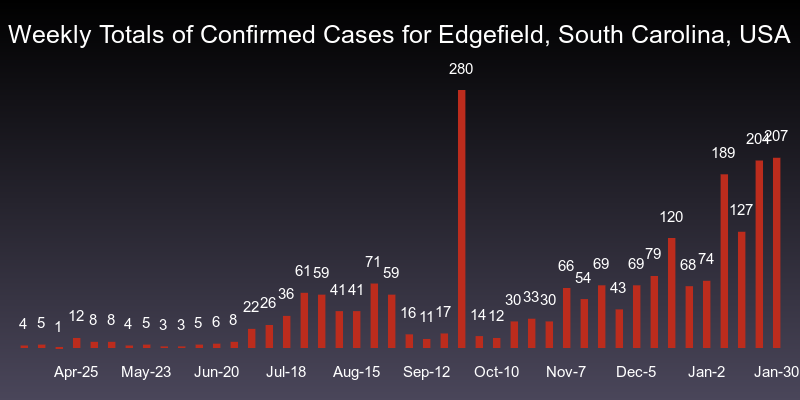 Weekly Totals of Confirmed Cases for Edgefield, South Carolina, USA
4 5 1 12 8 8 4 5 3 3 5 6 8 22 26 36 61 59 41 41 71 59 16 11 17 280 14 12 30 33 30 66 54 69 43 69 79 120 68 74 189 127 204 207
Apr-25 May-23 Jun-20 Jul-18 Aug-15 Sep-12 Oct-10 Nov-7 Dec-5 Jan-2 Jan-30